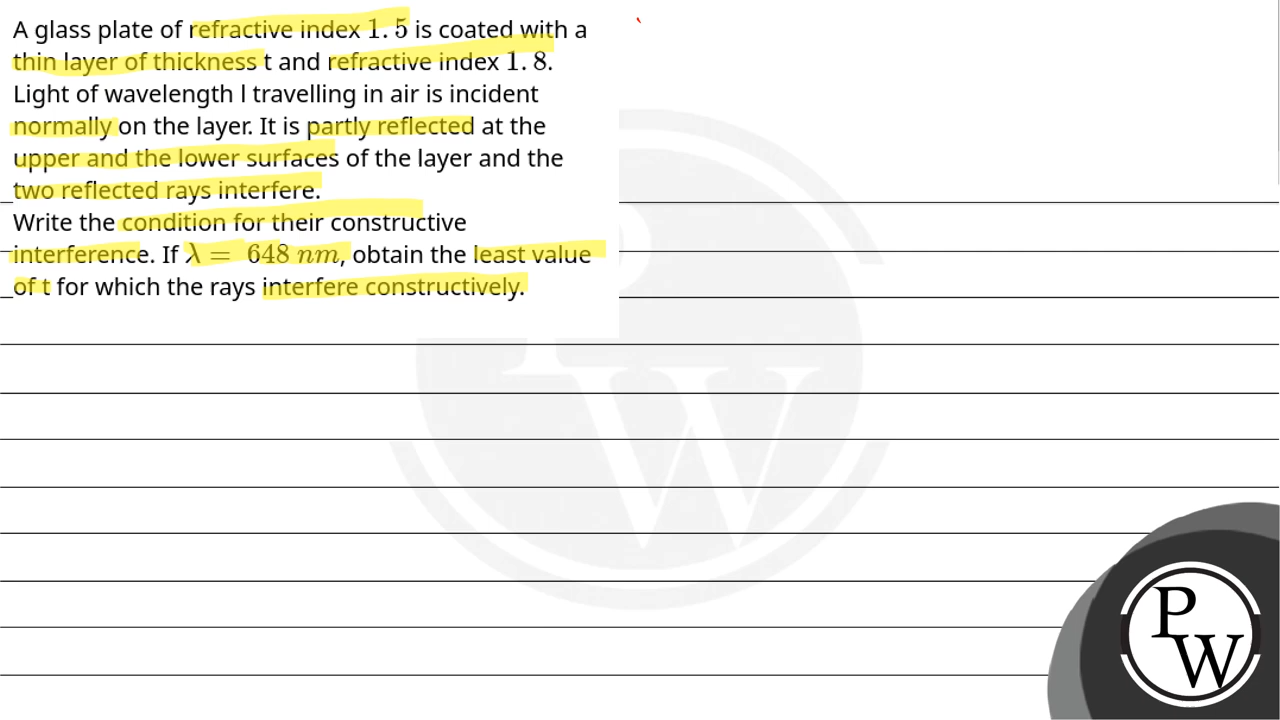 A glass plate of refractive index 1.5 is coated with a
thin layer of thickness t and refractive index 1.8.
Light of wavelength l travelling in air is incident
normally on the layer. It is partly reflected at the
upper and the lower surfaces of the layer and the
two reflected rays interfere.
Write the condition for their constructive
interference. If λ = 648 nm, obtain the least value
of t for which the rays interfere constructively.
PW
PW